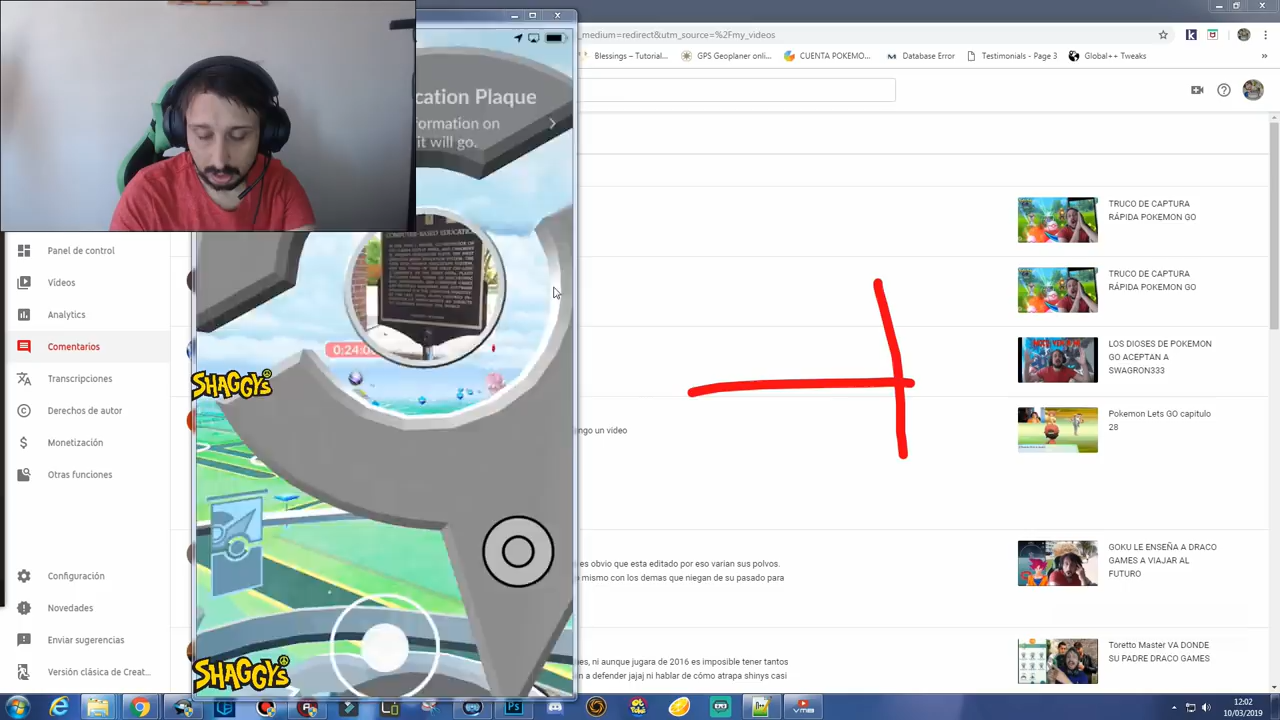 _medium=redirect&utm_source=%2Fmy_videos
Blessings – Tutorial...
GPS Geoplaner onli...
CUENTA POKEMO...
Database Error
Testimonials - Page 3
Global++ Tweaks
»
cation Plaque
formation on
it will go.
COMPUTER-BASED EDUCATION
0:24:0
SHAGGY's
SHAGGY's
Panel de control
Vídeos
Analytics
Comentarios
Transcripciones
Derechos de autor
Monetización
Otras funciones
Configuración
Novedades
Enviar sugerencias
Versión clásica de Creat...
ngo un video
es obvio que esta editado por eso varian sus polvos.
o mismo con los demas que niegan de su pasado para
es, ni aunque jugara de 2016 es imposible tener tantos
an a defender jajaj ni hablar de cómo atrapa shinys casi
TRUCO DE CAPTURA
RÁPIDA POKEMON GO
TRUCO DE CAPTURA
RÁPIDA POKEMON GO
LOS DIOSES DE POKEMON
GO ACEPTAN A
SWAGRON333
Pokemon Lets GO capitulo
28
GOKU LE ENSEÑA A DRACO
GAMES A VIAJAR AL
FUTURO
Toretto Master VA DONDE
SU PADRE DRACO GAMES
12:02
10/03/2019